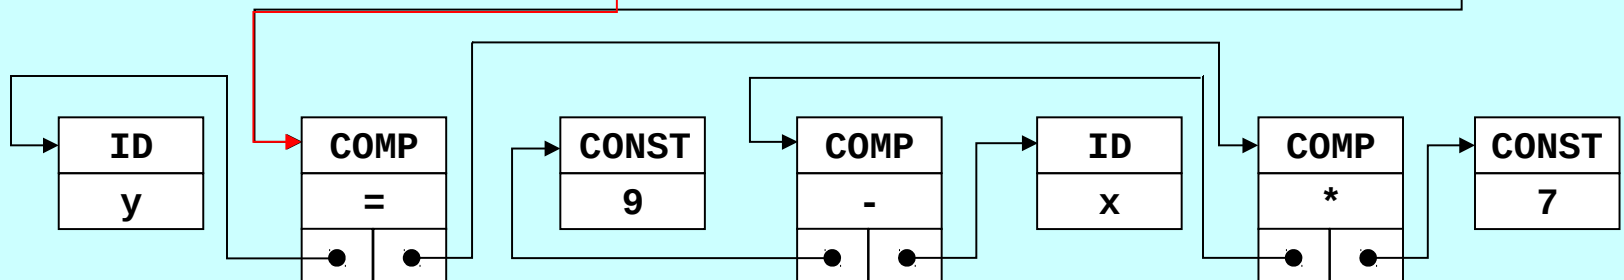 ID COMP CONST COMP ID COMP CONST
y = 9 - x * 7